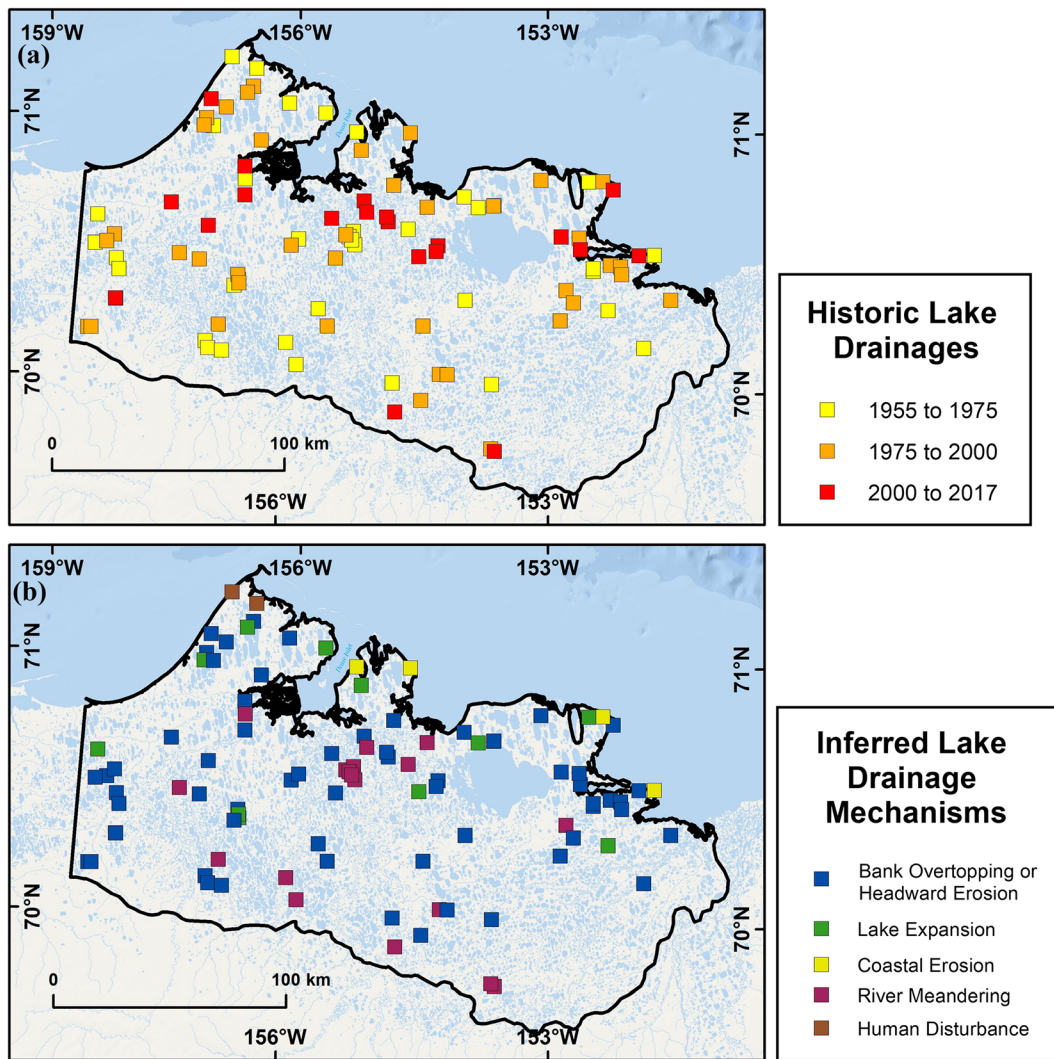 159°W
156°W
153°W
(a)
71°N
71°N
70°N
70°N
0
100 km
156°W
153°W
Historic Lake
Drainages
1955 to 1975
1975 to 2000
2000 to 2017
159°W
156°W
153°W
(b)
71°N
71°N
70°N
70°N
0
100 km
156°W
153°W
Inferred Lake
Drainage
Mechanisms
Bank Overtopping or
Headward Erosion
Lake Expansion
Coastal Erosion
River Meandering
Human Disturbance